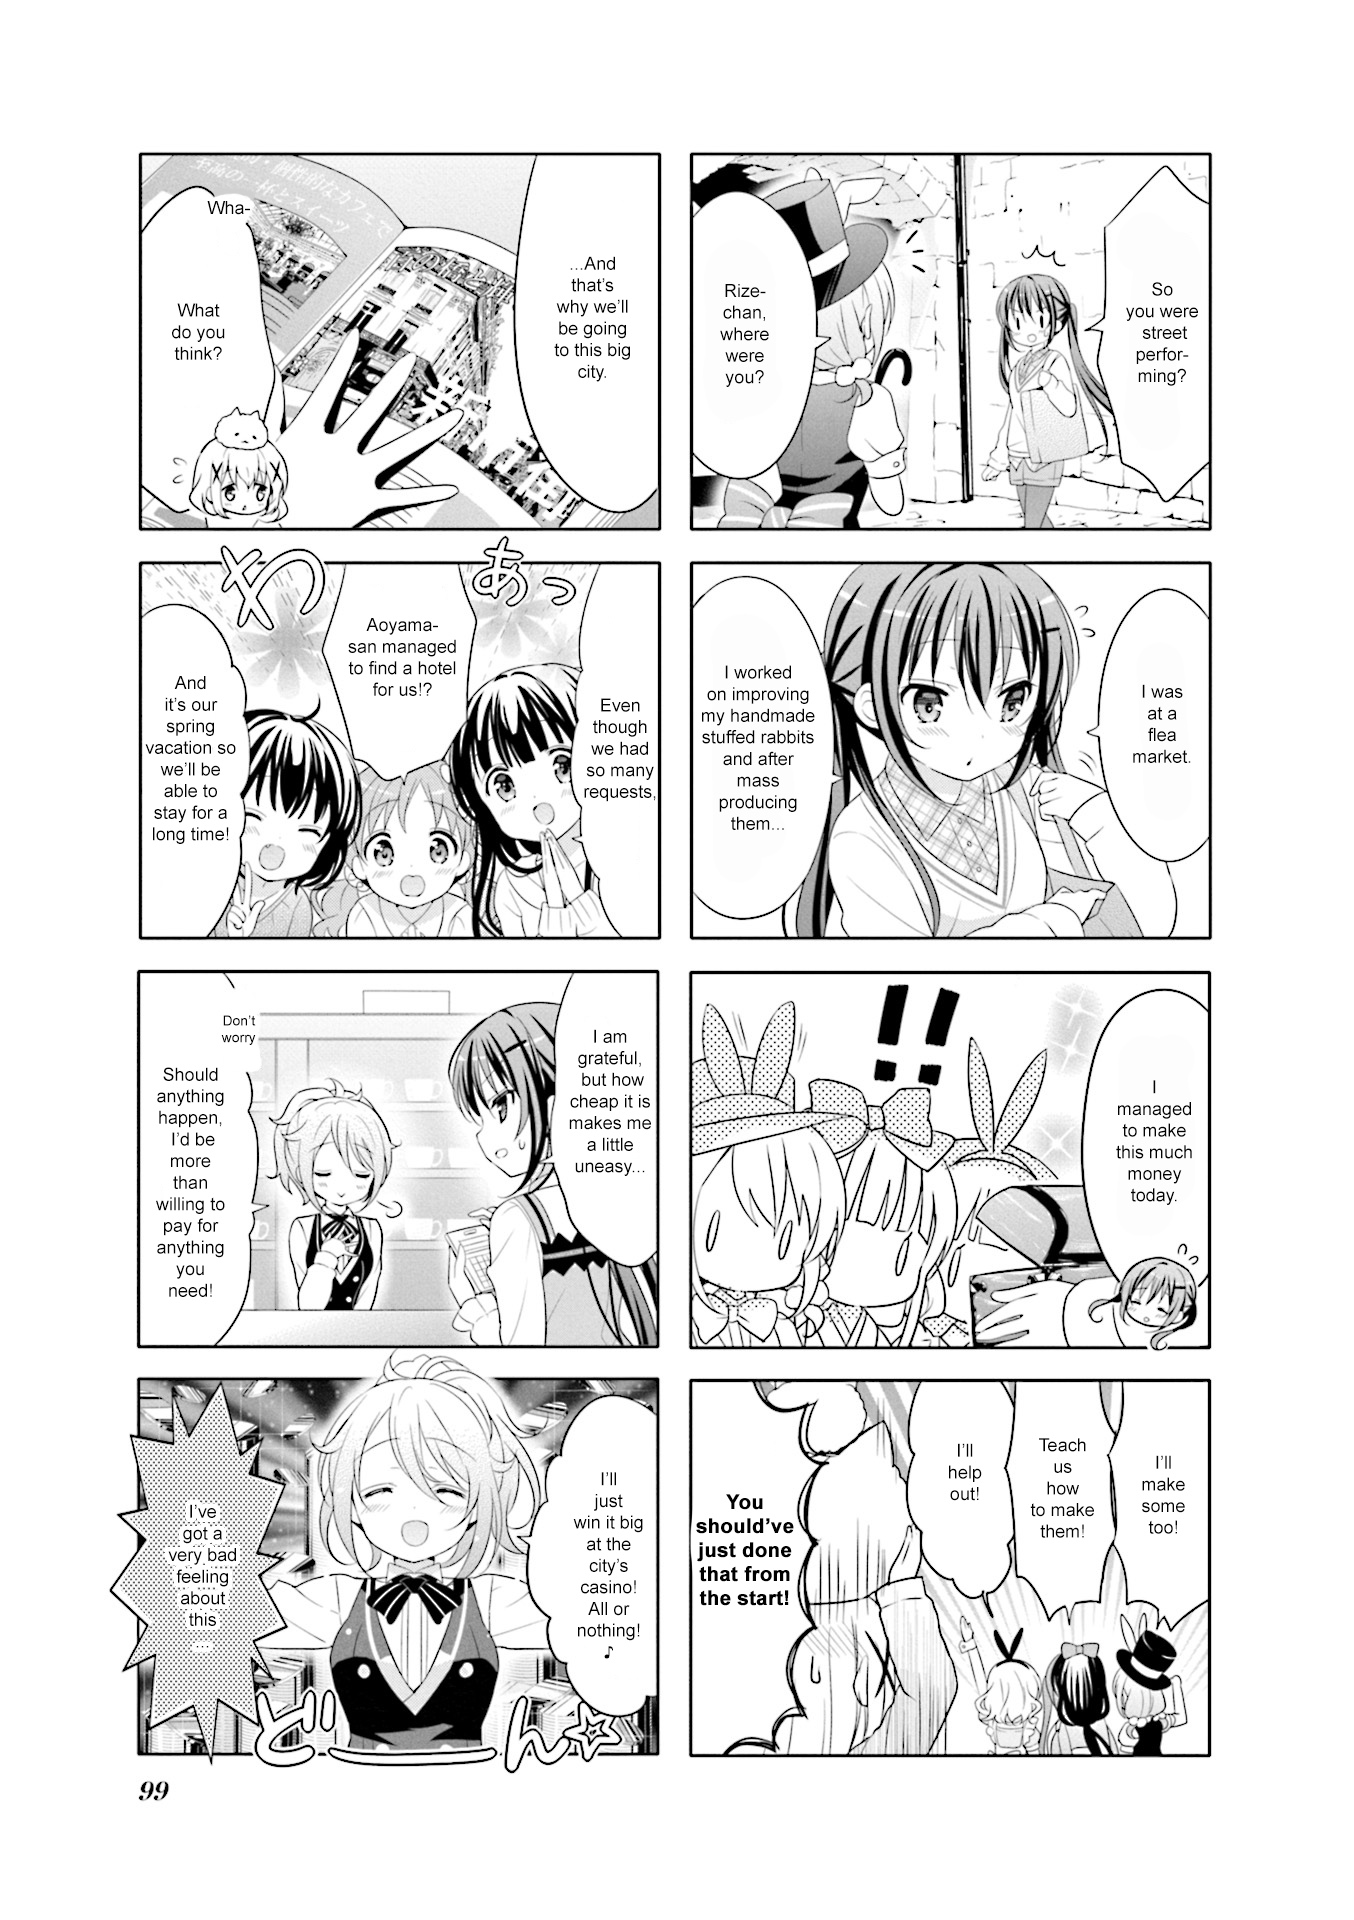 So
you were
street
perfor-
ming?
Rize-
chan,
where
were
you?
I was
at a
flea
market.
I worked
on improving
my handmade
stuffed rabbits
and after
mass
producing
them...
!!
I
managed
to make
this much
money
today.
I'll
make
some
too!
Teach
us
how
to make
them!
I'll
help
out!
You
should've
just done
that from
the start!
...And
that's
why we'll
be going
to this big
city.
Wha-
What
do you
think?
あっ
Even
though
we had
so many
requests,
Aoyama-
san managed
to find a hotel
for us!?
やっ
And
it's our
spring
vacation so
we'll be
able to
stay for a
long time!
I am
grateful,
but how
cheap it is
makes me
a little
uneasy...
Don't
worry
Should
anything
happen,
I'd be
more
than
willing to
pay for
anything
you
need!
I'll
just
win it big
at the
city's
casino!
All or
nothing!
♪
どーん☆
I've
got a
very bad
feeling
about
this
...
99